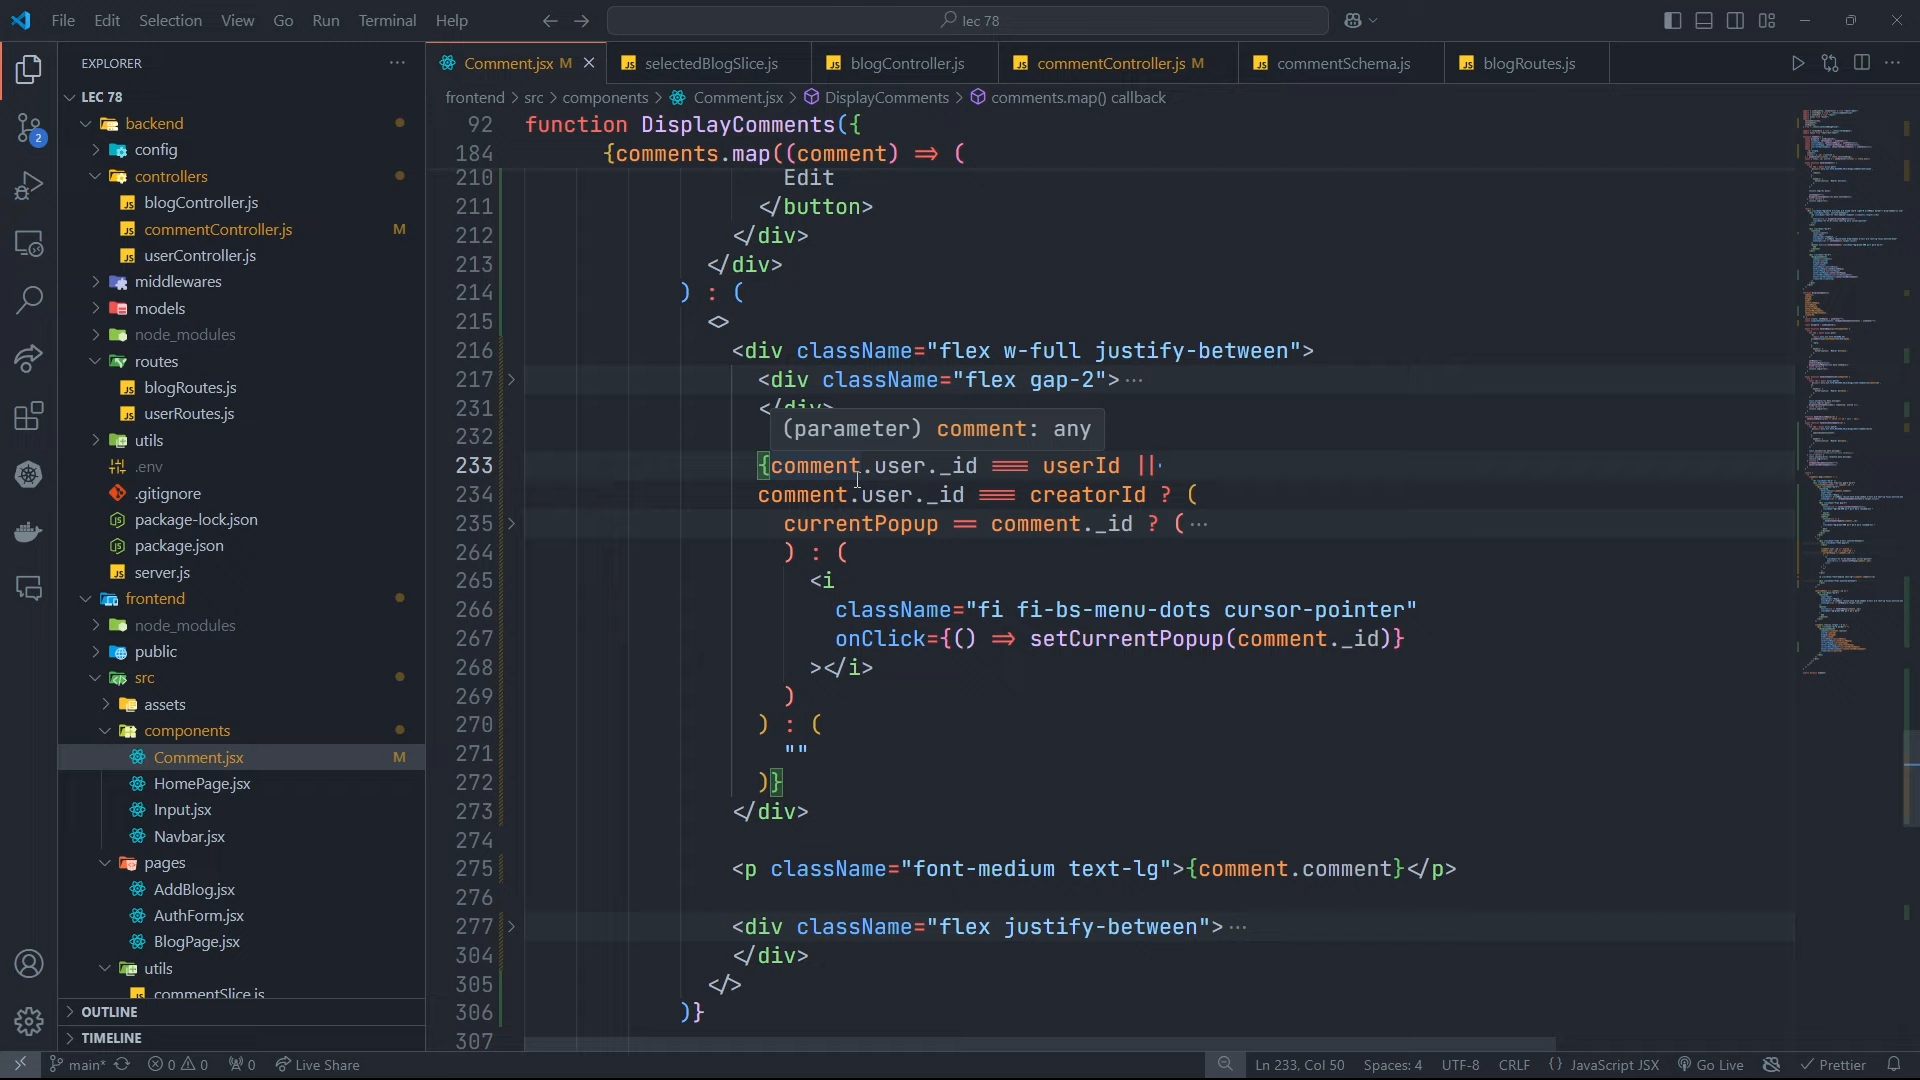 File Edit Selection View Go Run Terminal Help
lec 78
EXPLORER
Comment.jsx M
selectedBlogSlice.js
blogController.js
commentController.js M
commentSchema.js
blogRoutes.js
frontend > src > components > Comment.jsx > DisplayComments > comments.map() callback
LEC 78
backend
config
controllers
blogController.js
commentController.js M
userController.js
middlewares
models
node_modules
routes
blogRoutes.js
userRoutes.js
utils
.env
.gitignore
package-lock.json
package.json
server.js
frontend
node_modules
public
src
assets
components
Comment.jsx M
HomePage.jsx
Input.jsx
Navbar.jsx
pages
AddBlog.jsx
AuthForm.jsx
BlogPage.jsx
utils
commentSlice.js
OUTLINE
TIMELINE
92 function DisplayComments({
184 {comments.map((comment) => (
210 Edit
211 </button>
212 </div>
213 </div>
214 ) : (
215 <>
216 <div className="flex w-full justify-between">
217 <div className="flex gap-2">···
231 </div>
232
(parameter) comment: any
233 {comment.user._id === userId ||·
234 comment.user._id === creatorId ? (
235 currentPopup == comment._id ? (···
264 ) : (
265 <i
266 className="fi fi-bs-menu-dots cursor-pointer"
267 onClick={() => setCurrentPopup(comment._id)}
268 ></i>
269 )
270 ) : (
271 ""
272 )}
273 </div>
274
275 <p className="font-medium text-lg">{comment.comment}</p>
276
277 <div className="flex justify-between">···
304 </div>
305 </>
306 )}
307
2
main* 0 0 0 Live Share
Ln 233, Col 50 Spaces: 4 UTF-8 CRLF {} JavaScript JSX Go Live Prettier